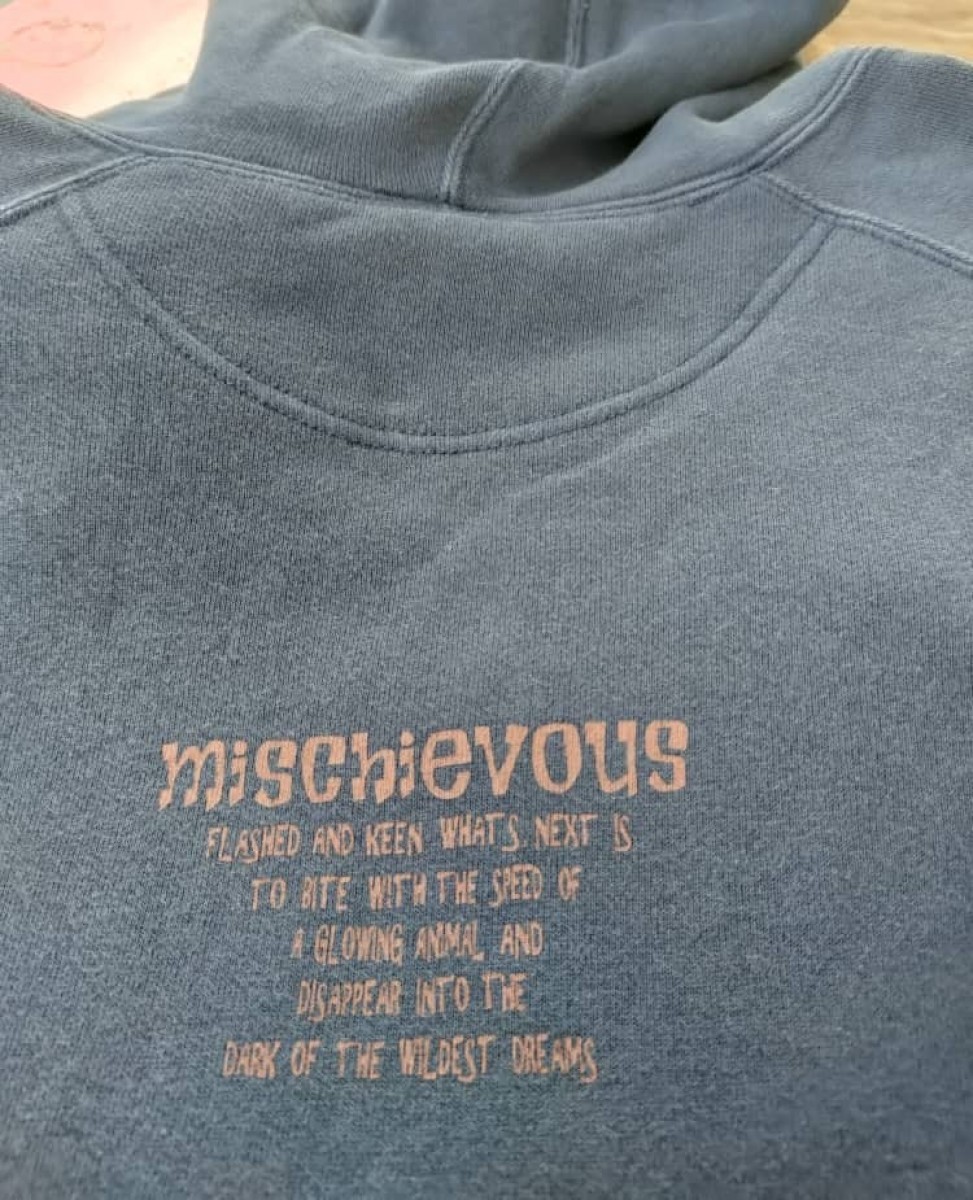 mischievous
FLASHED AND KEEN WHAT'S NEXT IS
TO BITE WITH THE SPEED OF
A GLOWING ANIMAL AND
DISAPPEAR INTO THE
DARK OF THE WILDEST DREAMS